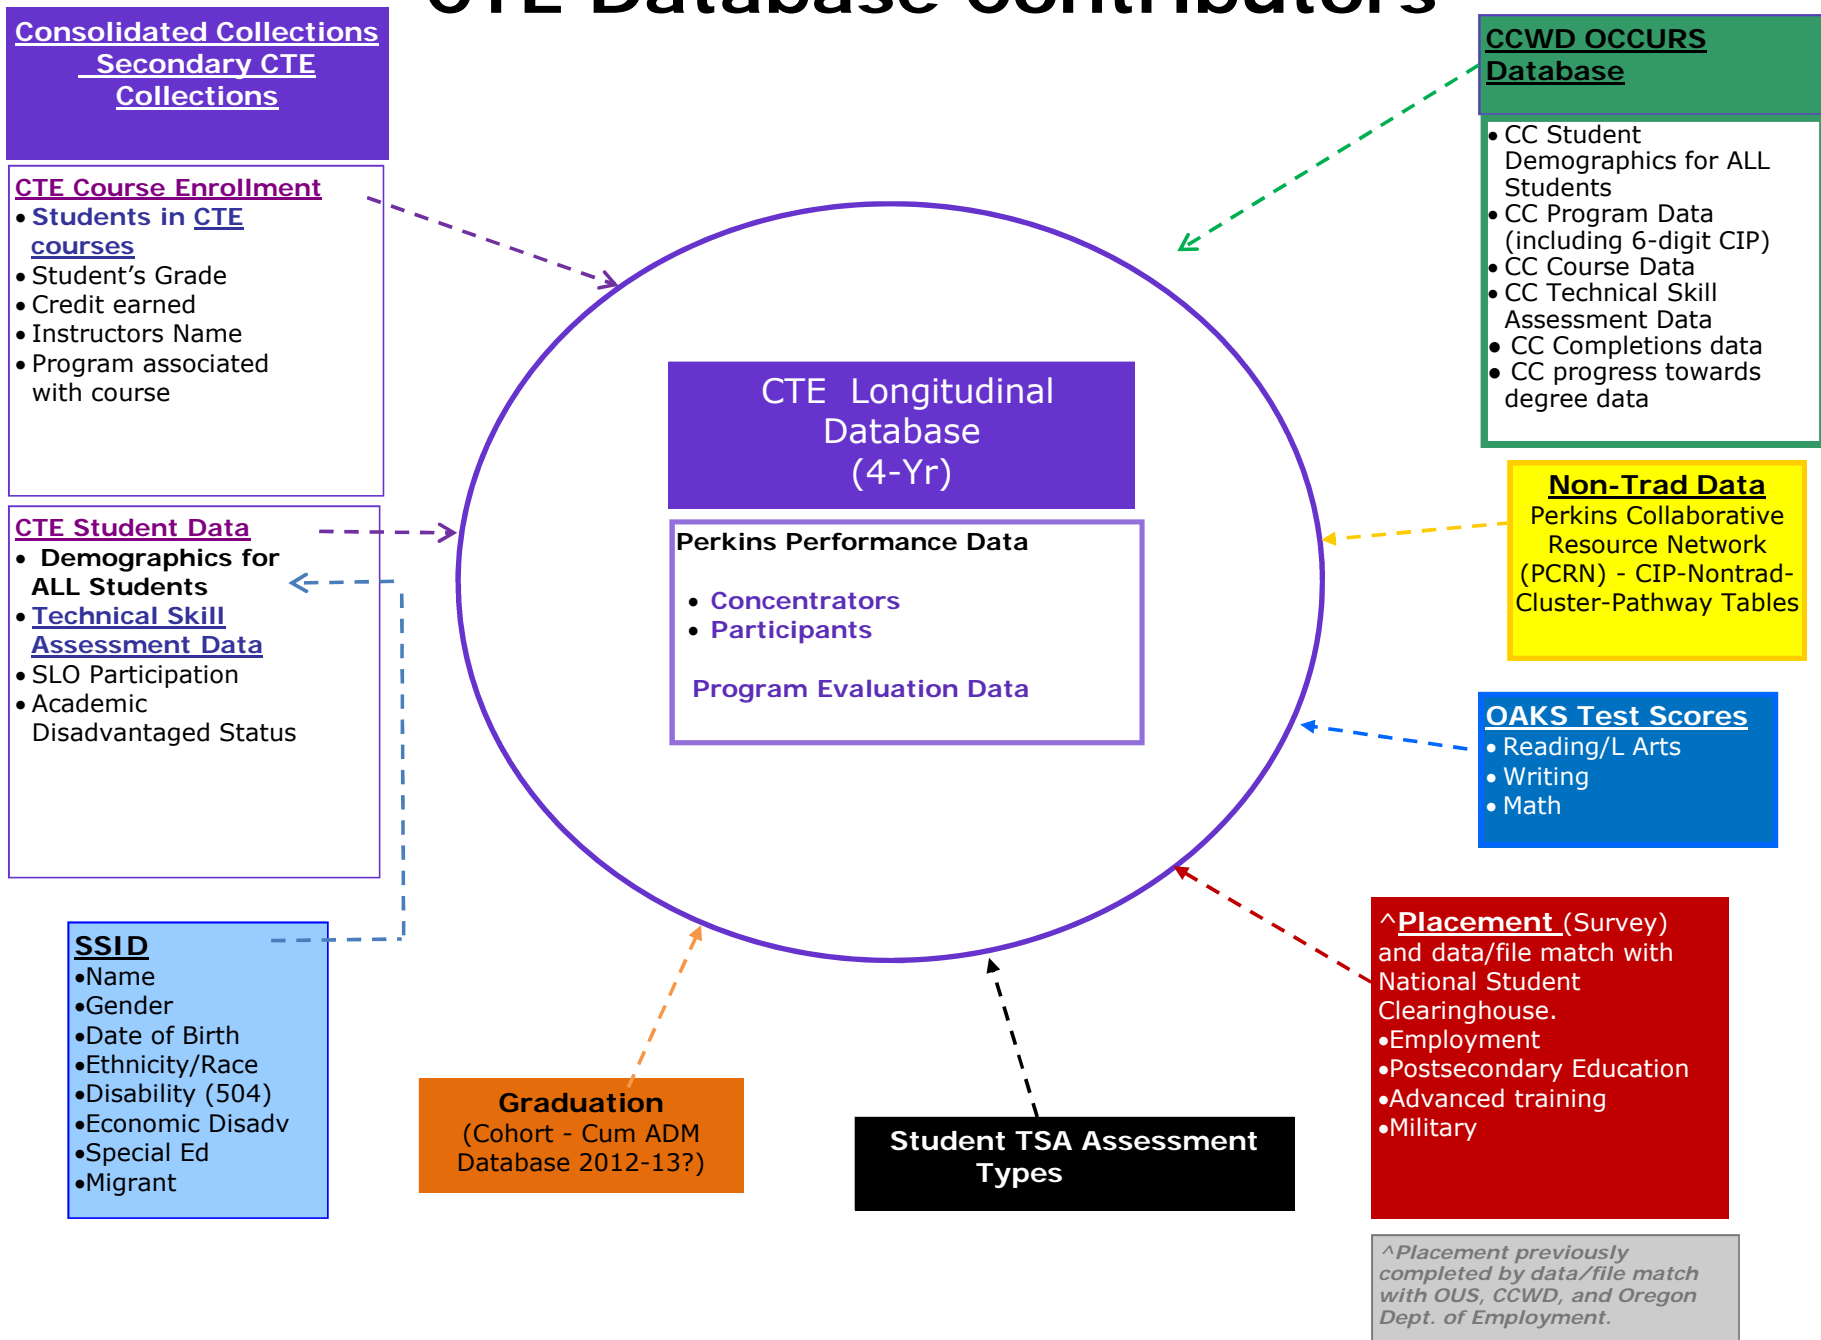 CTE Database Contributors
Consolidated Collections
Secondary CTE
Collections
CTE Course Enrollment
• Students in CTE
courses
• Student’s Grade
• Credit earned
• Instructors Name
• Program associated
with course
CTE Student Data
• Demographics for
ALL Students
• Technical Skill
Assessment Data
• SLO Participation
• Academic
Disadvantaged Status
SSID
•Name
•Gender
•Date of Birth
•Ethnicity/Race
•Disability (504)
•Economic Disadv
•Special Ed
•Migrant
CTE Longitudinal
Database
(4-Yr)
Perkins Performance Data
• Concentrators
• Participants
Program Evaluation Data
Graduation
(Cohort - Cum ADM
Database 2012-13?)
Student TSA Assessment
Types
CCWD OCCURS
Database
• CC Student
Demographics for ALL
Students
• CC Program Data
(including 6-digit CIP)
• CC Course Data
• CC Technical Skill
Assessment Data
• CC Completions data
• CC progress towards
degree data
Non-Trad Data
Perkins Collaborative
Resource Network
(PCRN) - CIP-Nontrad-
Cluster-Pathway Tables
OAKS Test Scores
• Reading/L Arts
• Writing
• Math
^Placement (Survey)
and data/file match with
National Student
Clearinghouse.
•Employment
•Postsecondary Education
•Advanced training
•Military
^Placement previously
completed by data/file match
with OUS, CCWD, and Oregon
Dept. of Employment.